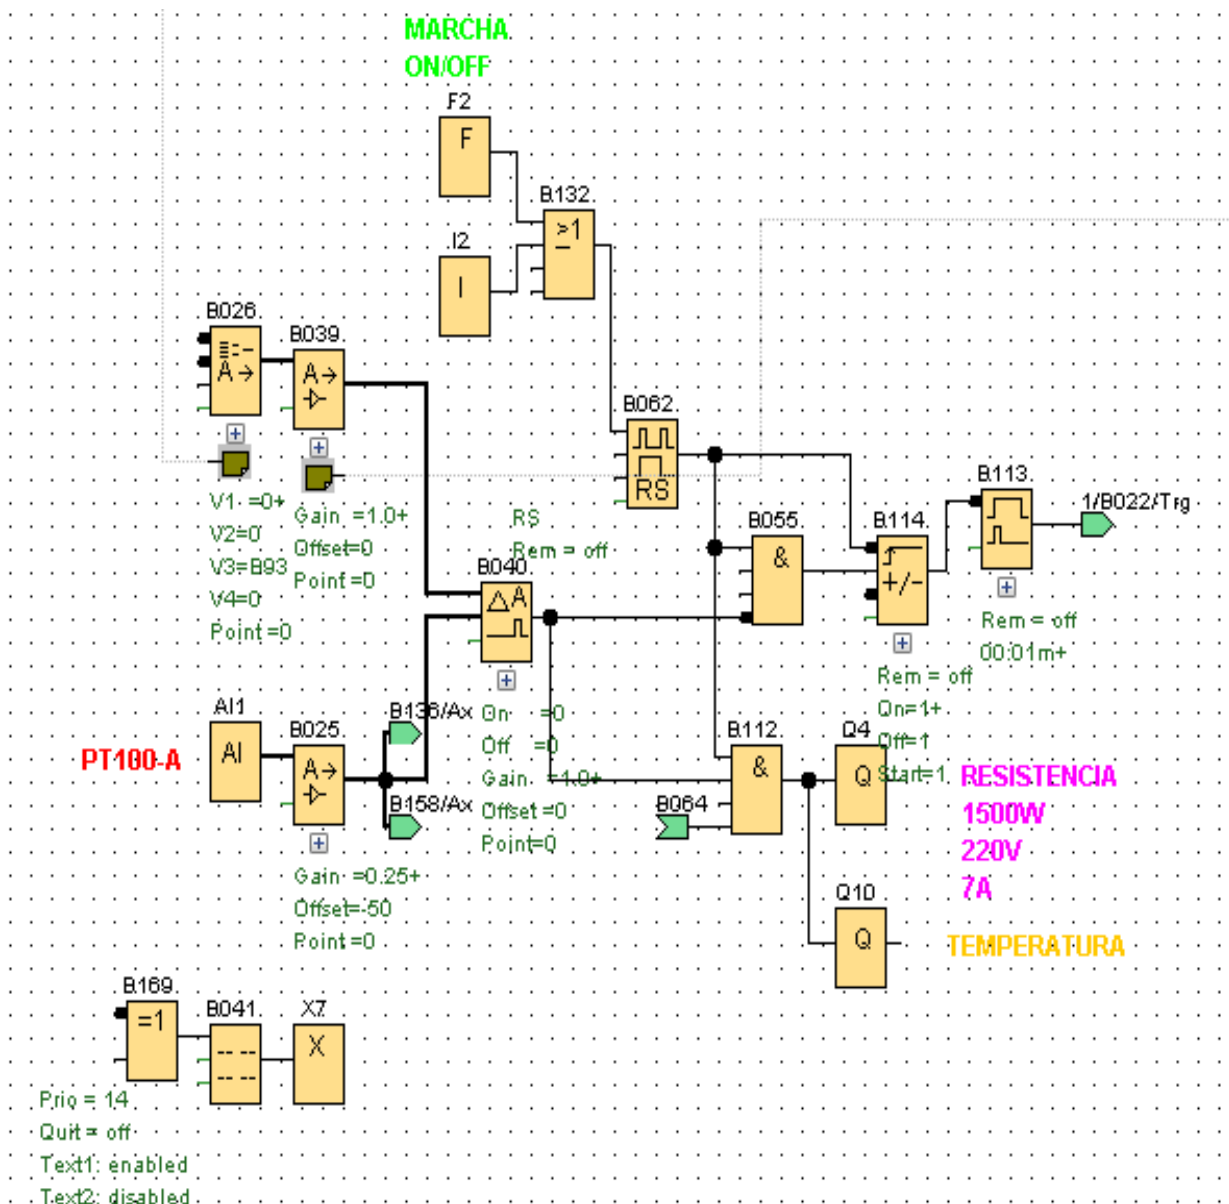 MARCHA
ON/OFF
F2
F
B132
>1
I2
I
B026
A→
B039
A→
B062
RS
V1 =0+
V2=0
V3=B93
V4=0
Point=0
Gain =1.0+
Offset=0
Point=0
RS
Rem = off
B040
ΔA
B055
&
B114
+/-
B113
1/B022/Trg
Rem = off
00:01m+
Rem = off
On=1+
Off=1
Start=1
On =0
Off =0
Gain =1.0+
Offset=0
Point=0
AI1
AI
PT100-A
B025
A→
B136/Ax
B158/Ax
Gain =0.25+
Offset=-50
Point=0
B112
&
B064
Q4
Q
RESISTENCIA
1500W
220V
7A
Q10
Q
TEMPERATURA
B169
=1
B041
X7
X
Prio = 14
Quit = off
Text1: enabled
Text2: disabled